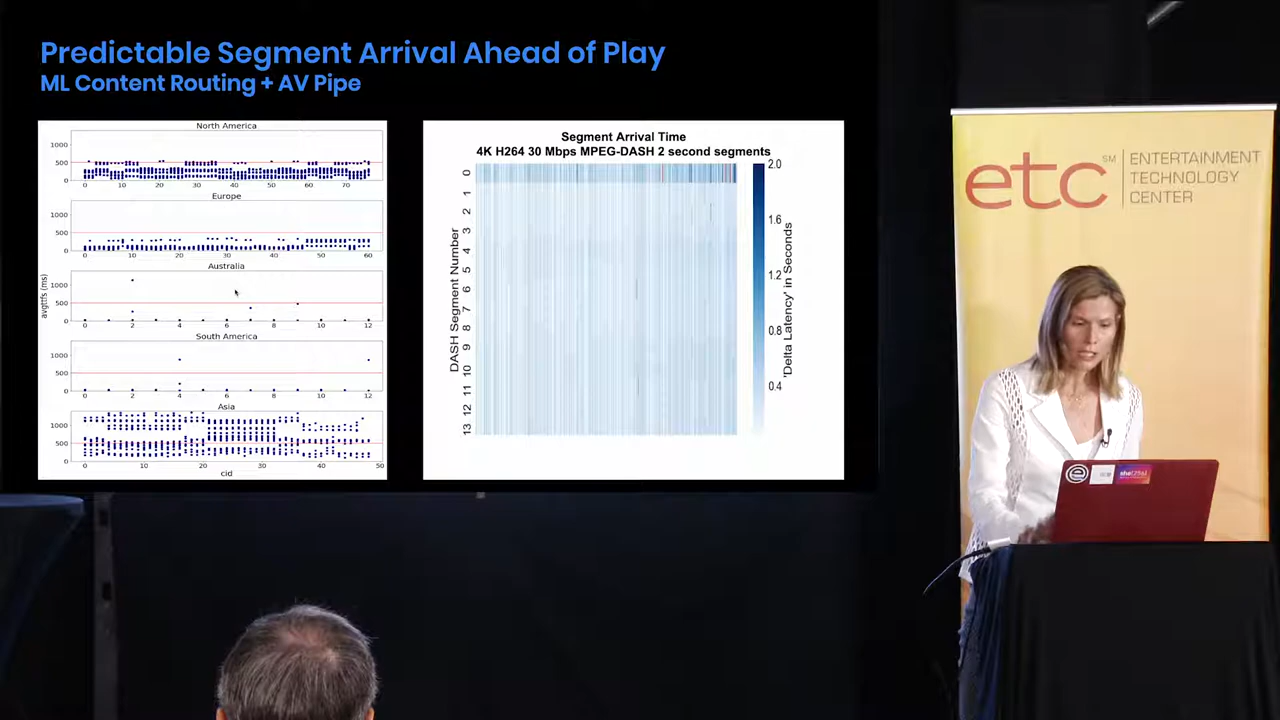 Predictable Segment Arrival Ahead of Play
ML Content Routing + AV Pipe
North America
1000
500
0
0 10 20 30 40 50 60 70
Europe
1000
500
0
0 10 20 30 40 50 60
Australia
1000
500
0
0 2 4 6 8 10 12
South America
1000
500
0
0 2 4 6 8 10 12
Asia
1000
500
0
0 10 20 30 40 50
cid
avgttfs (ms)
Segment Arrival Time
4K H264 30 Mbps MPEG-DASH 2 second segments
DASH Segment Number
0
1
2
3
4
5
6
7
8
9
10
11
12
13
2.0
1.6
1.2
0.8
0.4
'Delta Latency' in Seconds
etc SM
ENTERTAINMENT
TECHNOLOGY
CENTER
she[256]